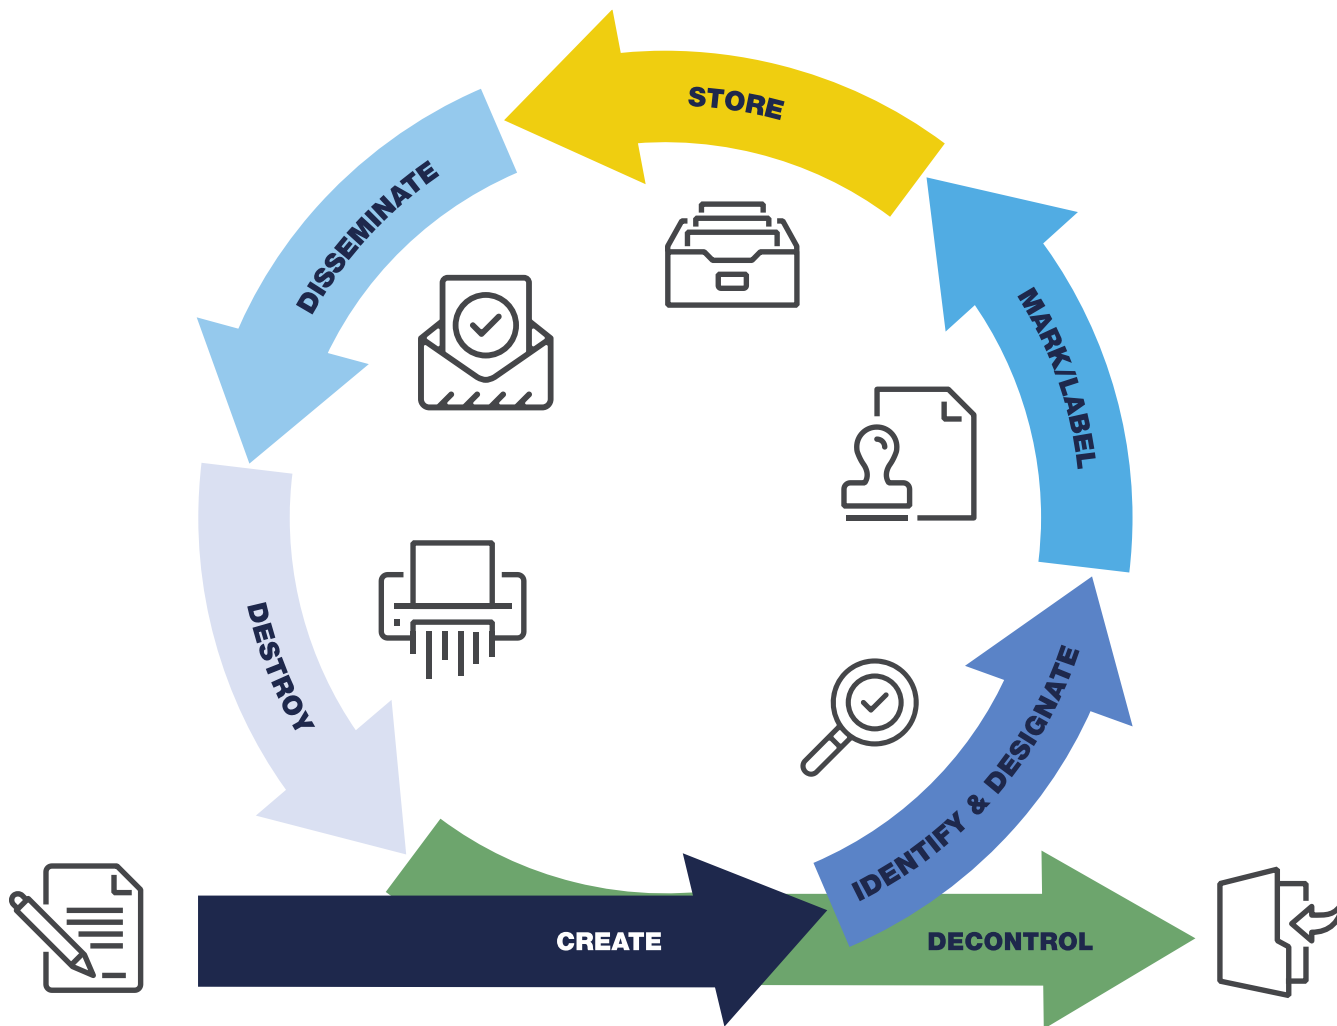 STORE
DISSEMINATE
MARK/LABEL
DESTROY
IDENTIFY & DESIGNATE
CREATE
DECONTROL